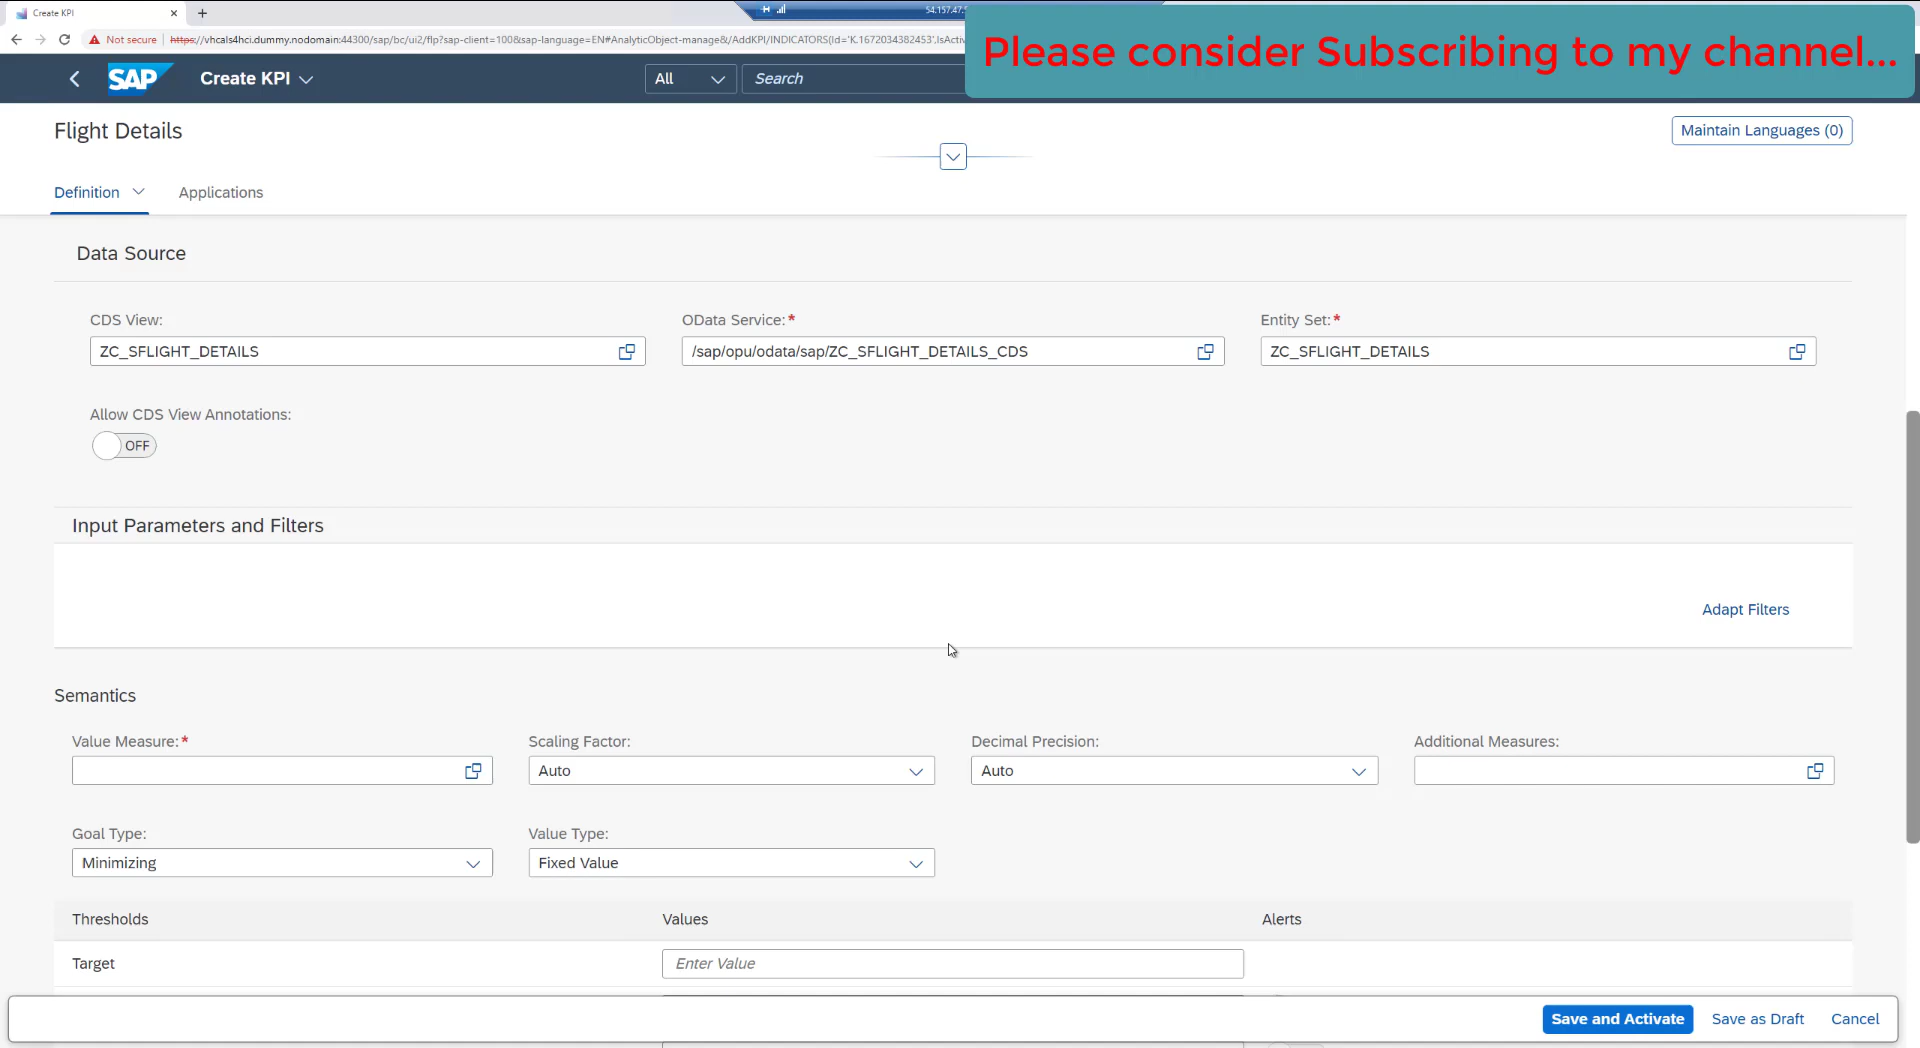 Create KPI
54.157.47.
Please consider Subscribing to my channel...
Not secure https://vhcals4hci.dummy.nodomain:44300/sap/bc/ui2/flp?sap-client=100&sap-language=EN#AnalyticObject-manage&/AddKPI/INDICATORS(Id='K.1672034382453',IsActiv
SAP Create KPI All Search
Flight Details
Maintain Languages (0)
Definition Applications
Data Source
CDS View: OData Service:* Entity Set:*
ZC_SFLIGHT_DETAILS /sap/opu/odata/sap/ZC_SFLIGHT_DETAILS_CDS ZC_SFLIGHT_DETAILS
Allow CDS View Annotations:
OFF
Input Parameters and Filters
Adapt Filters
Semantics
Value Measure:* Scaling Factor: Decimal Precision: Additional Measures:
Auto Auto
Goal Type: Value Type:
Minimizing Fixed Value
Thresholds Values Alerts
Target Enter Value
Save and Activate Save as Draft Cancel